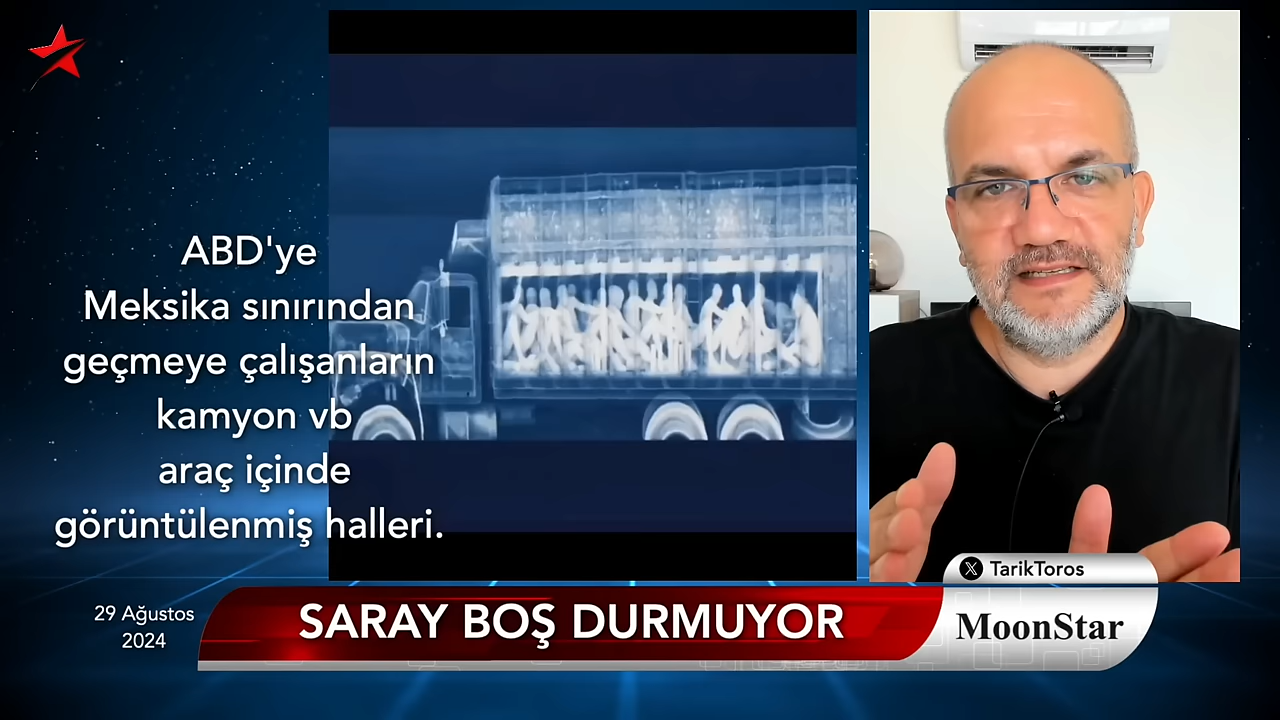 ABD'ye
Meksika sınırından
geçmeye çalışanların
kamyon vb
araç içinde
görüntülenmiş halleri.
TarikToros
29 Ağustos
2024
SARAY BOŞ DURMUYOR
MoonStar